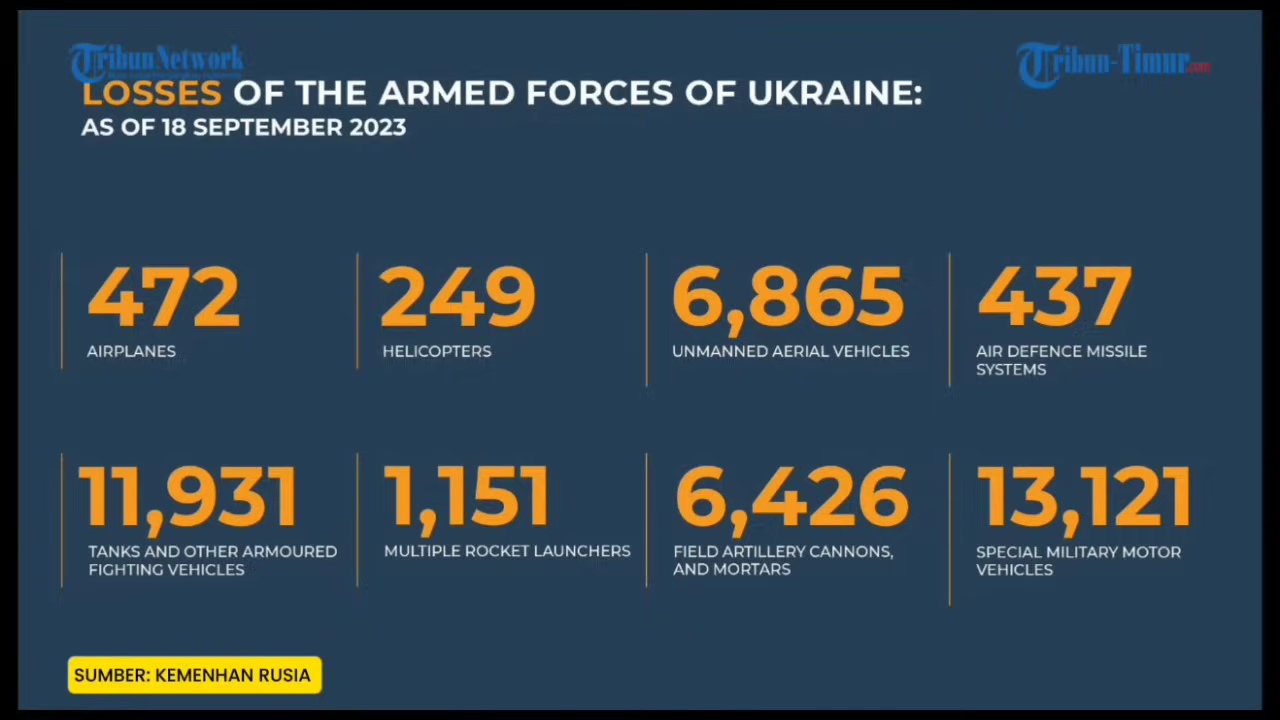 Tribun Network
Tribun-Timur.com
LOSSES OF THE ARMED FORCES OF UKRAINE:
AS OF 18 SEPTEMBER 2023
472
AIRPLANES
249
HELICOPTERS
6,865
UNMANNED AERIAL VEHICLES
437
AIR DEFENCE MISSILE
SYSTEMS
11,931
TANKS AND OTHER ARMOURED
FIGHTING VEHICLES
1,151
MULTIPLE ROCKET LAUNCHERS
6,426
FIELD ARTILLERY CANNONS,
AND MORTARS
13,121
SPECIAL MILITARY MOTOR
VEHICLES
SUMBER: KEMENHAN RUSIA